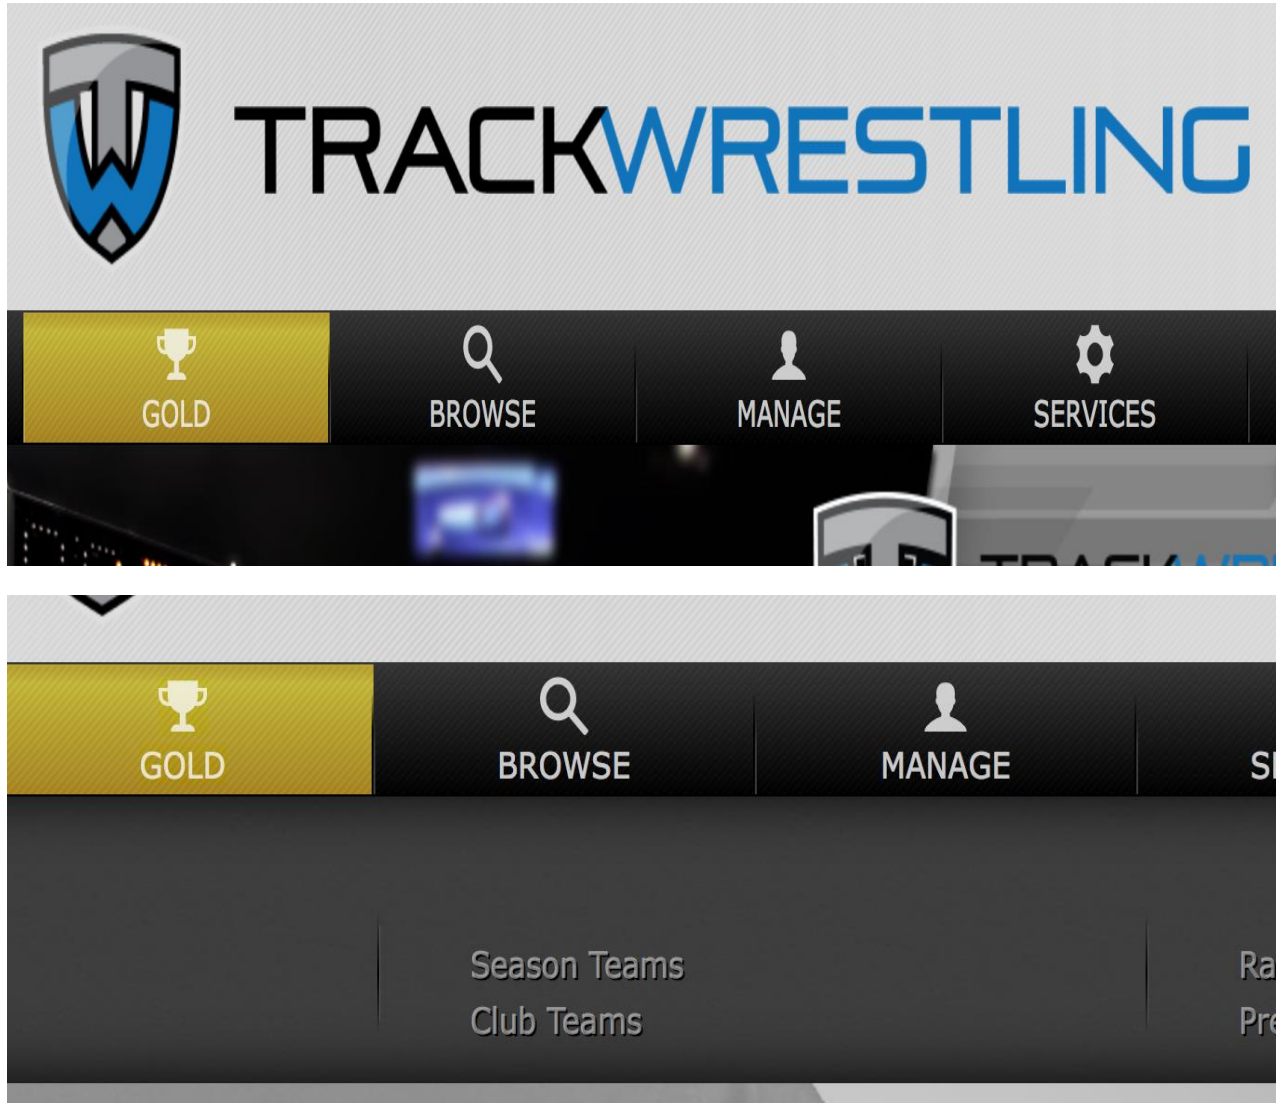 TRACKWRESTLING
GOLD BROWSE MANAGE SERVICES
GOLD BROWSE MANAGE
Season Teams
Club Teams